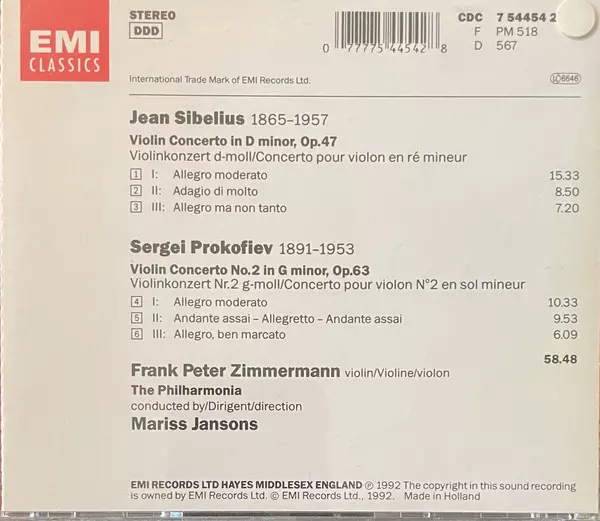 EMI
CLASSICS
STEREO
DDD
0 77775 44542 8
CDC 7 54454 2
F PM 518
D 567
International Trade Mark of EMI Records Ltd.
LC 6646
Jean Sibelius 1865–1957
Violin Concerto in D minor, Op.47
Violinkonzert d-moll/Concerto pour violon en ré mineur
1 I: Allegro moderato 15.33
2 II: Adagio di molto 8.50
3 III: Allegro ma non tanto 7.20
Sergei Prokofiev 1891–1953
Violin Concerto No.2 in G minor, Op.63
Violinkonzert Nr.2 g-moll/Concerto pour violon N°2 en sol mineur
4 I: Allegro moderato 10.33
5 II: Andante assai – Allegretto – Andante assai 9.53
6 III: Allegro, ben marcato 6.09
58.48
Frank Peter Zimmermann violin/Violine/violon
The Philharmonia
conducted by/Dirigent/direction
Mariss Jansons
EMI RECORDS LTD HAYES MIDDLESEX ENGLAND ℗ 1992 The copyright in this sound recording
is owned by EMI Records Ltd. © EMI Records Ltd., 1992. Made in Holland